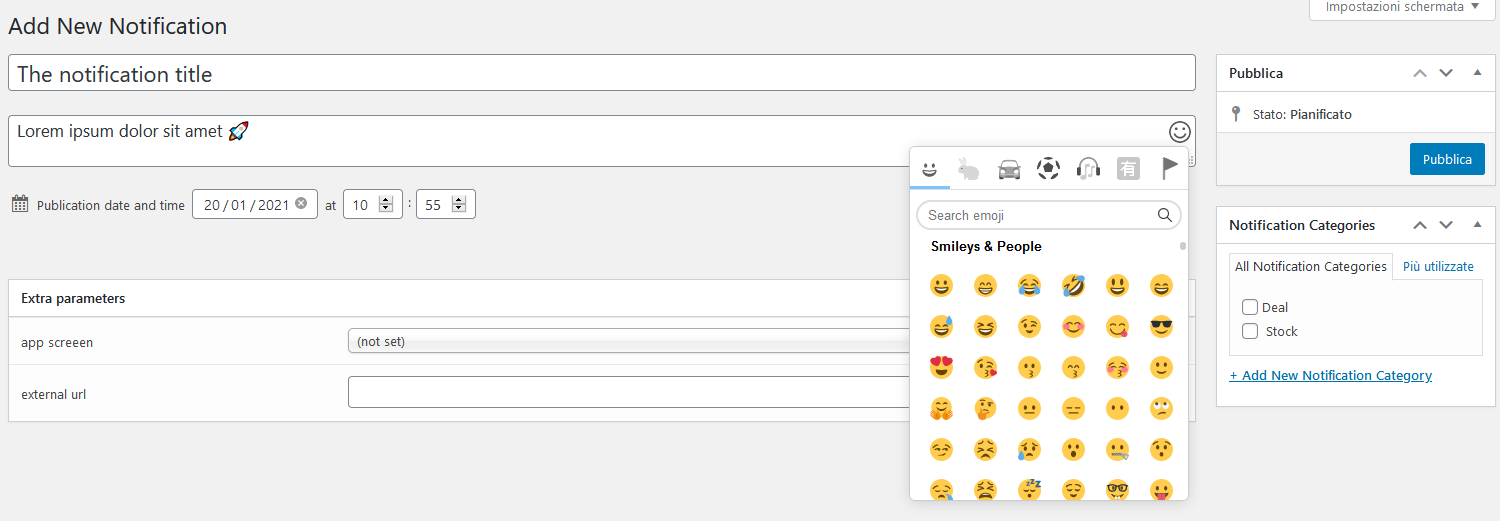 Impostazioni schermata
Add New Notification
The notification title
Lorem ipsum dolor sit amet 🚀
Publication date and time 20/01/2021 at 10 : 55
Extra parameters
app screeen (not set)
external url
有
Search emoji
Smileys & People
Pubblica
Stato: Pianificato
Pubblica
Notification Categories
All Notification Categories Più utilizzate
Deal
Stock
+ Add New Notification Category